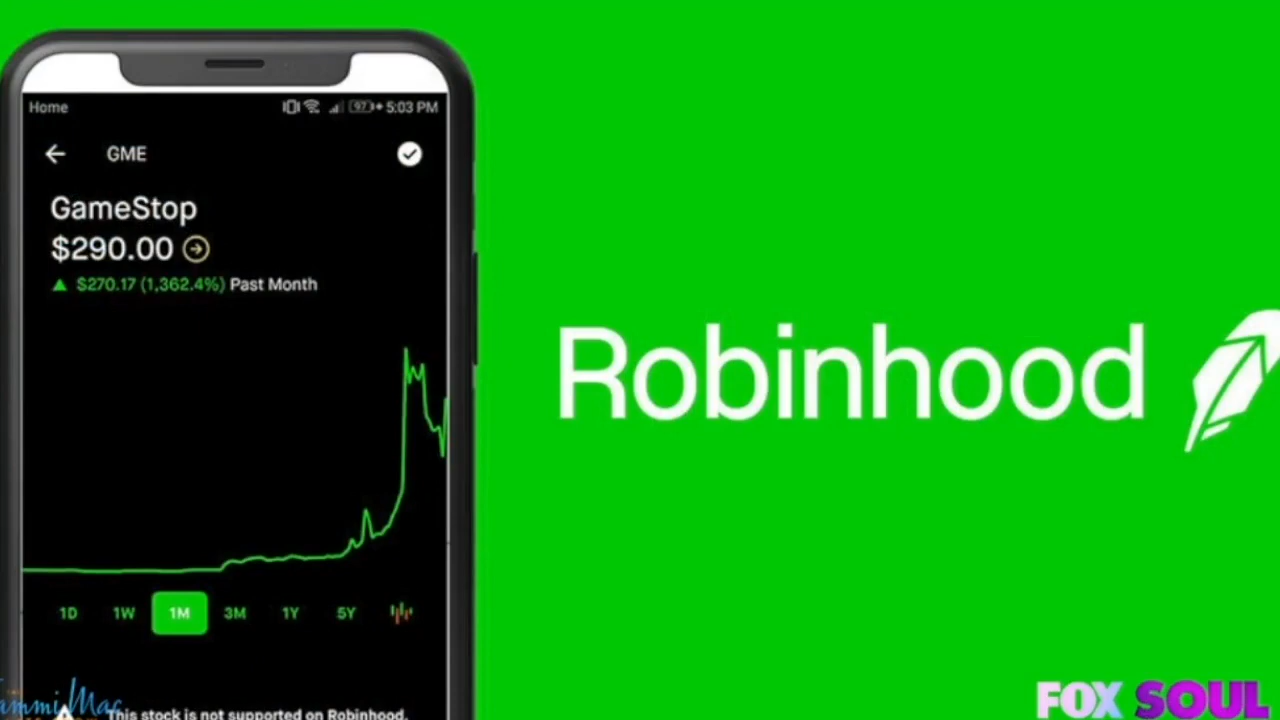 Home
97 5:03 PM
GME
GameStop
$290.00
$270.17 (1,362.4%) Past Month
1D 1W 1M 3M 1Y 5Y
This stock is not supported on Robinhood.
Robinhood
FOX SOUL